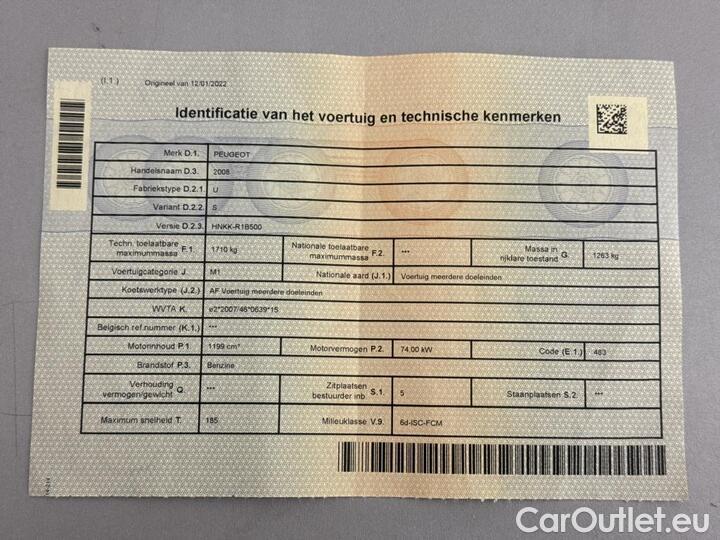 (I.1.) Origineel van 12/01/2022
Identificatie van het voertuig en technische kenmerken
Merk D.1. PEUGEOT
Handelsnaam D.3. 2008
Fabriekstype D.2.1. U
Variant D.2.2. S
Versie D.2.3. HNKK-R1B500
Techn. toelaatbare maximummassa F.1. 1710 kg Nationale toelaatbare maximummassa F.2. *** Massa in rijklare toestand G. 1263 kg
Voertuigcategorie J. M1 Nationale aard (J.1.) Voertuig meerdere doeleinden
Koetswerktype (J.2.) AF Voertuig meerdere doeleinden
WVTA K. e2*2007/46*0639*15
Belgisch ref.nummer (K.1.) ***
Motorinhoud P.1. 1199 cm³ Motorvermogen P.2. 74.00 kW Code (E.1.) 463
Brandstof P.3. Benzine
Verhouding vermogen/gewicht Q. *** Zitplaatsen bestuurder inb. S.1. 5 Staanplaatsen S.2. ***
Maximum snelheid T. 185 Milieuklasse V.9. 6d-ISC-FCM
CarOutlet.eu